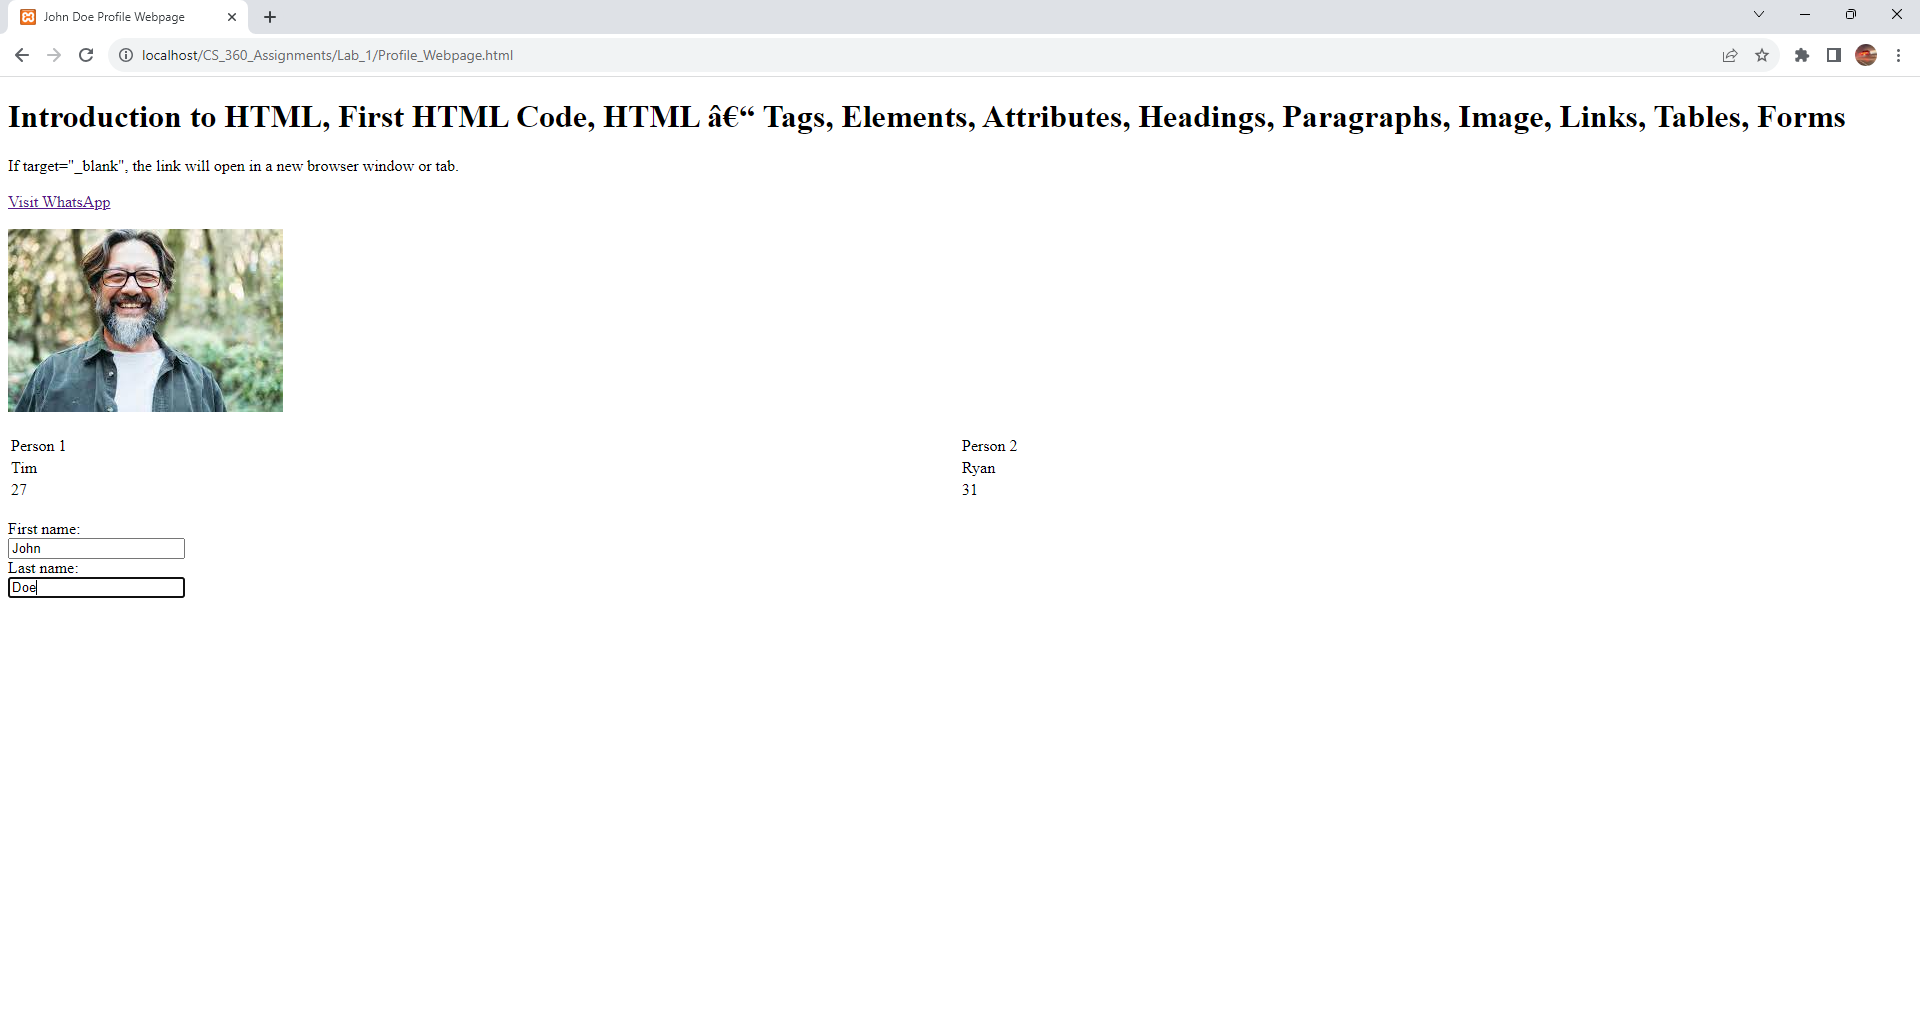 John Doe Profile Webpage
localhost/CS_360_Assignments/Lab_1/Profile_Webpage.html
Introduction to HTML, First HTML Code, HTML â€“ Tags, Elements, Attributes, Headings, Paragraphs, Image, Links, Tables, Forms
If target="_blank", the link will open in a new browser window or tab.
Visit WhatsApp
Person 1 Person 2
Tim Ryan
27 31
First name:
John
Last name:
Doe